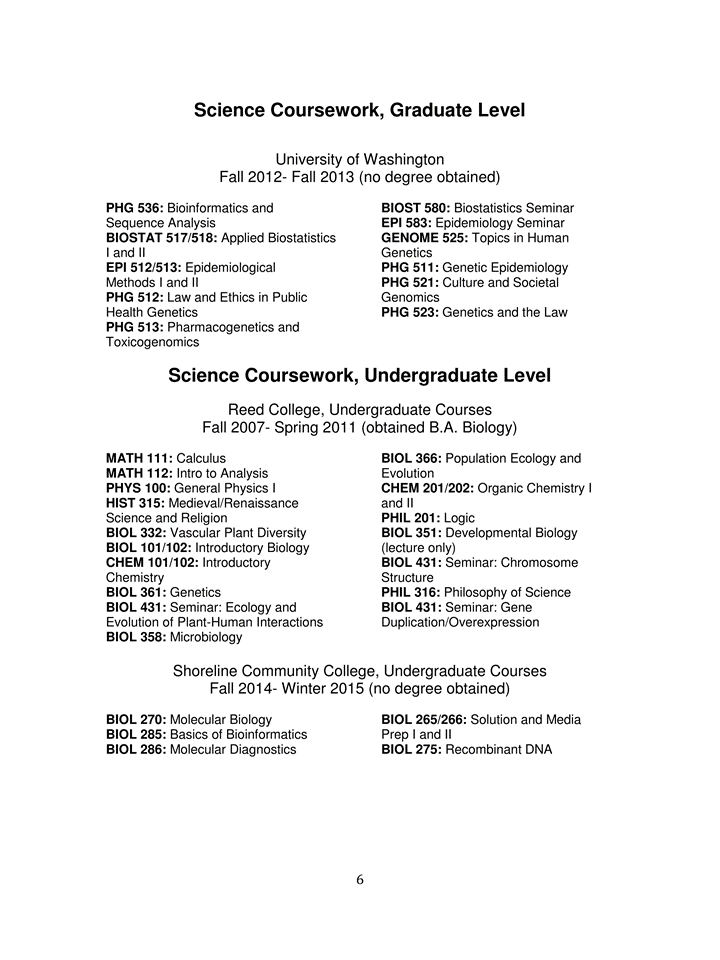 Science Coursework, Graduate Level
University of Washington
Fall 2012- Fall 2013 (no degree obtained)
PHG 536: Bioinformatics and
Sequence Analysis
BIOSTAT 517/518: Applied Biostatistics
I and II
EPI 512/513: Epidemiological
Methods I and II
PHG 512: Law and Ethics in Public
Health Genetics
PHG 513: Pharmacogenetics and
Toxicogenomics
BIOST 580: Biostatistics Seminar
EPI 583: Epidemiology Seminar
GENOME 525: Topics in Human
Genetics
PHG 511: Genetic Epidemiology
PHG 521: Culture and Societal
Genomics
PHG 523: Genetics and the Law
Science Coursework, Undergraduate Level
Reed College, Undergraduate Courses
Fall 2007- Spring 2011 (obtained B.A. Biology)
MATH 111: Calculus
MATH 112: Intro to Analysis
PHYS 100: General Physics I
HIST 315: Medieval/Renaissance
Science and Religion
BIOL 332: Vascular Plant Diversity
BIOL 101/102: Introductory Biology
CHEM 101/102: Introductory
Chemistry
BIOL 361: Genetics
BIOL 431: Seminar: Ecology and
Evolution of Plant-Human Interactions
BIOL 358: Microbiology
BIOL 366: Population Ecology and
Evolution
CHEM 201/202: Organic Chemistry I
and II
PHIL 201: Logic
BIOL 351: Developmental Biology
(lecture only)
BIOL 431: Seminar: Chromosome
Structure
PHIL 316: Philosophy of Science
BIOL 431: Seminar: Gene
Duplication/Overexpression
Shoreline Community College, Undergraduate Courses
Fall 2014- Winter 2015 (no degree obtained)
BIOL 270: Molecular Biology
BIOL 285: Basics of Bioinformatics
BIOL 286: Molecular Diagnostics
BIOL 265/266: Solution and Media
Prep I and II
BIOL 275: Recombinant DNA
6